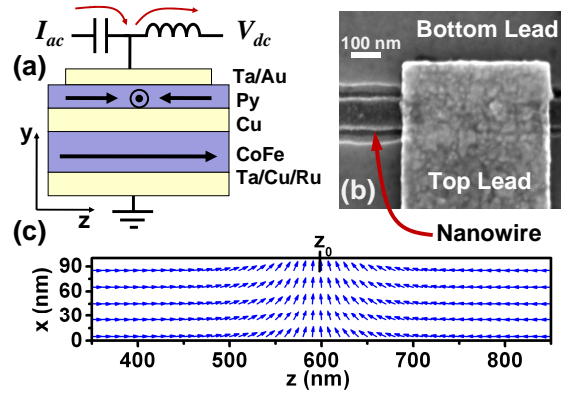 I_ac
V_dc
(a)
Ta/Au
Py
Cu
CoFe
Ta/Cu/Ru
y
z
100 nm
Bottom Lead
(b)
Top Lead
Nanowire
(c)
z_0
90
60
30
0
x (nm)
400
500
600
700
800
z (nm)